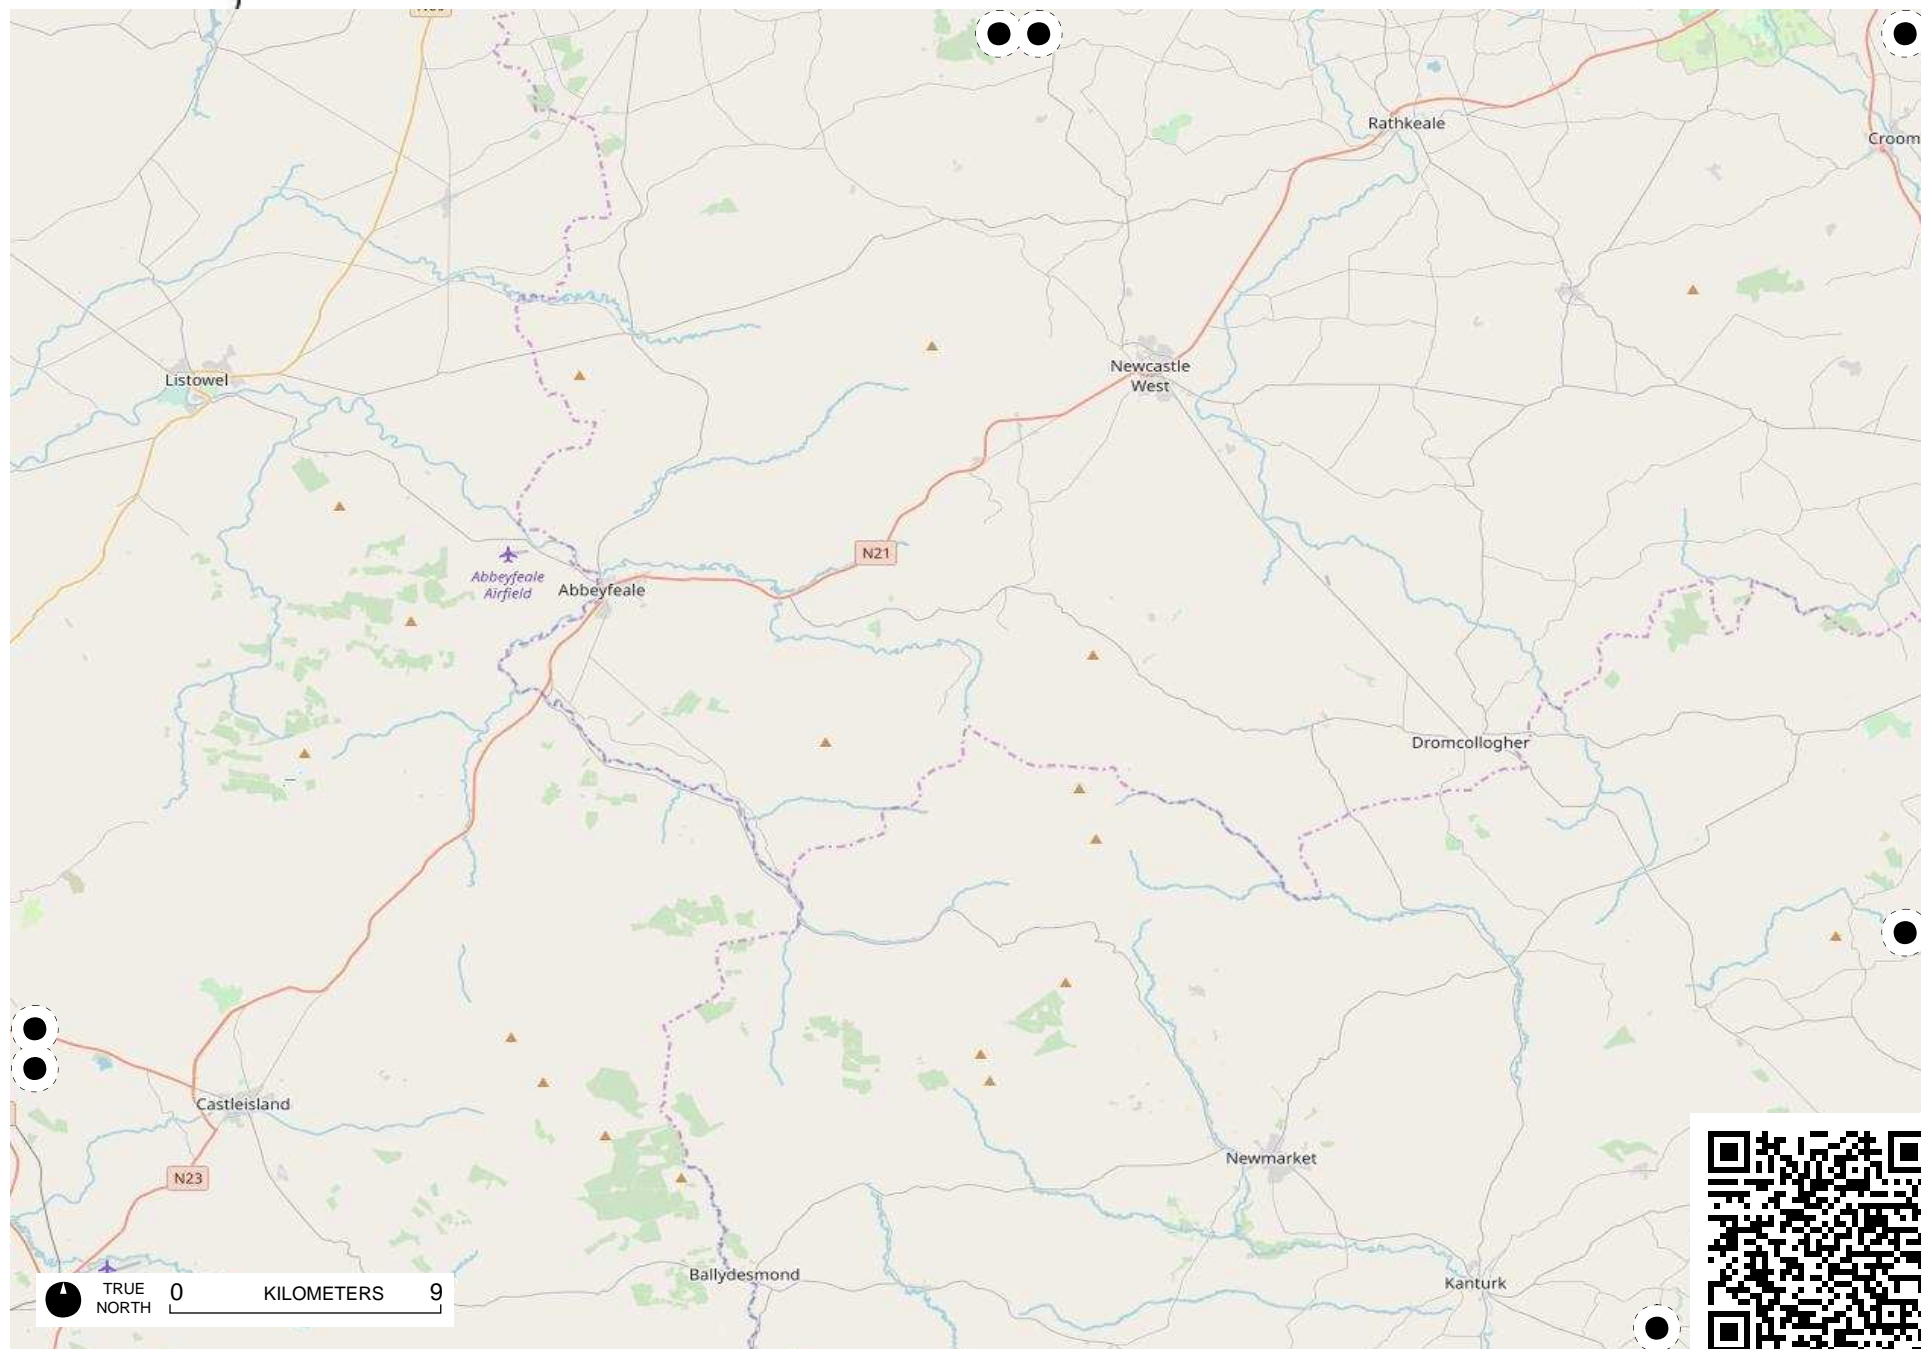 Rathkeale
Croom
Listowel
Newcastle
West
N21
Abbeyfeale
Airfield
Abbeyfeale
Dromcollogher
Castleisland
Newmarket
N23
Ballydesmond
Kanturk
TRUE
NORTH
0 KILOMETERS 9